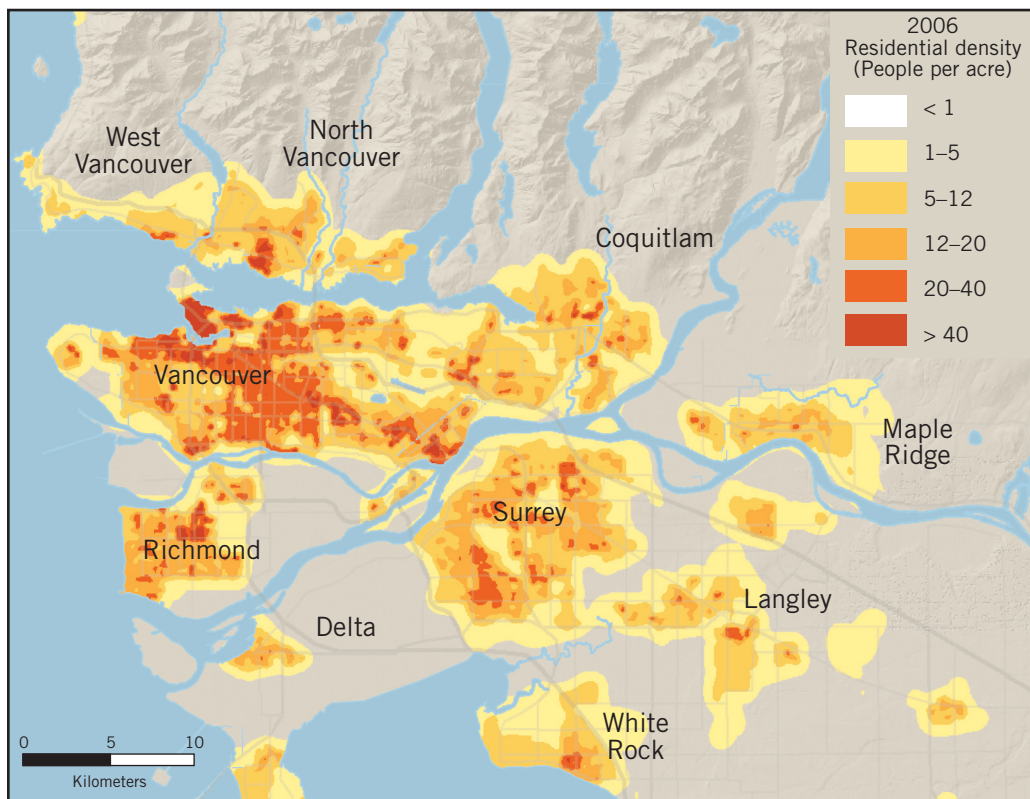 2006
Residential density
(People per acre)
< 1
1–5
5–12
12–20
20–40
> 40
West
Vancouver
North
Vancouver
Coquitlam
Vancouver
Maple
Ridge
Surrey
Richmond
Langley
Delta
White
Rock
0 5 10
Kilometers